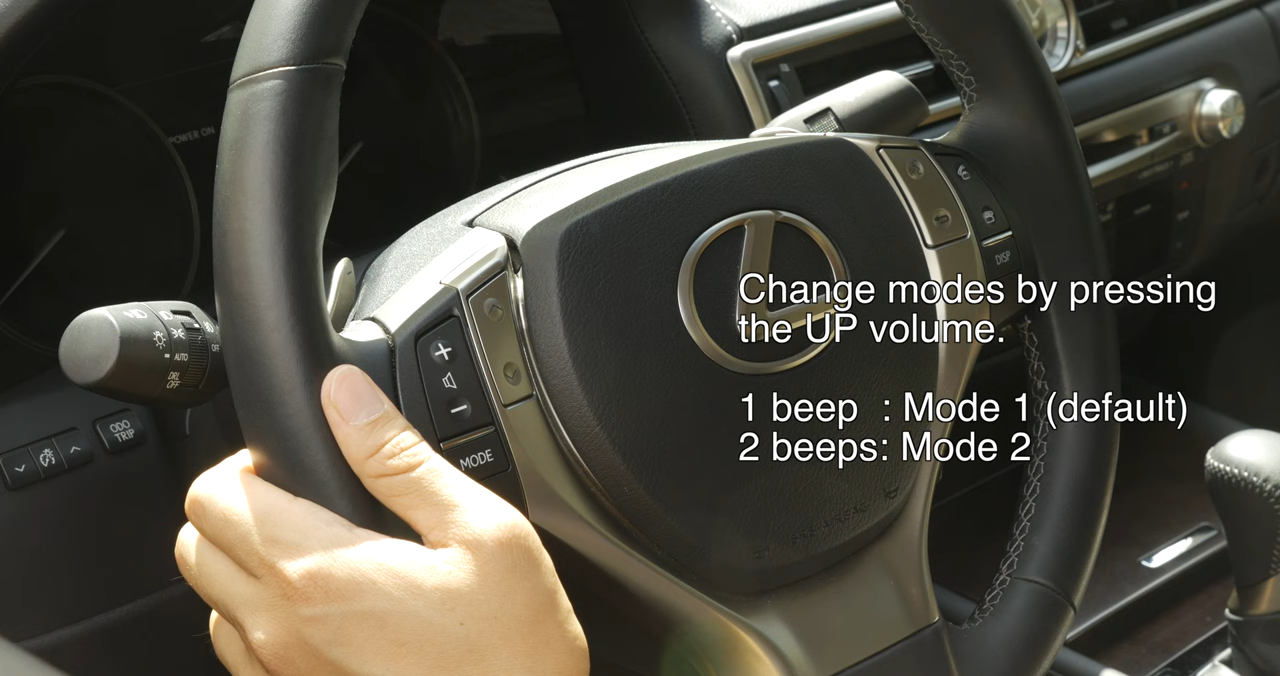 POWER ON
Change modes by pressing
the UP volume.
1 beep : Mode 1 (default)
2 beeps: Mode 2
DISP
MODE
AUTO
OFF
DRL
OFF
ODO
TRIP